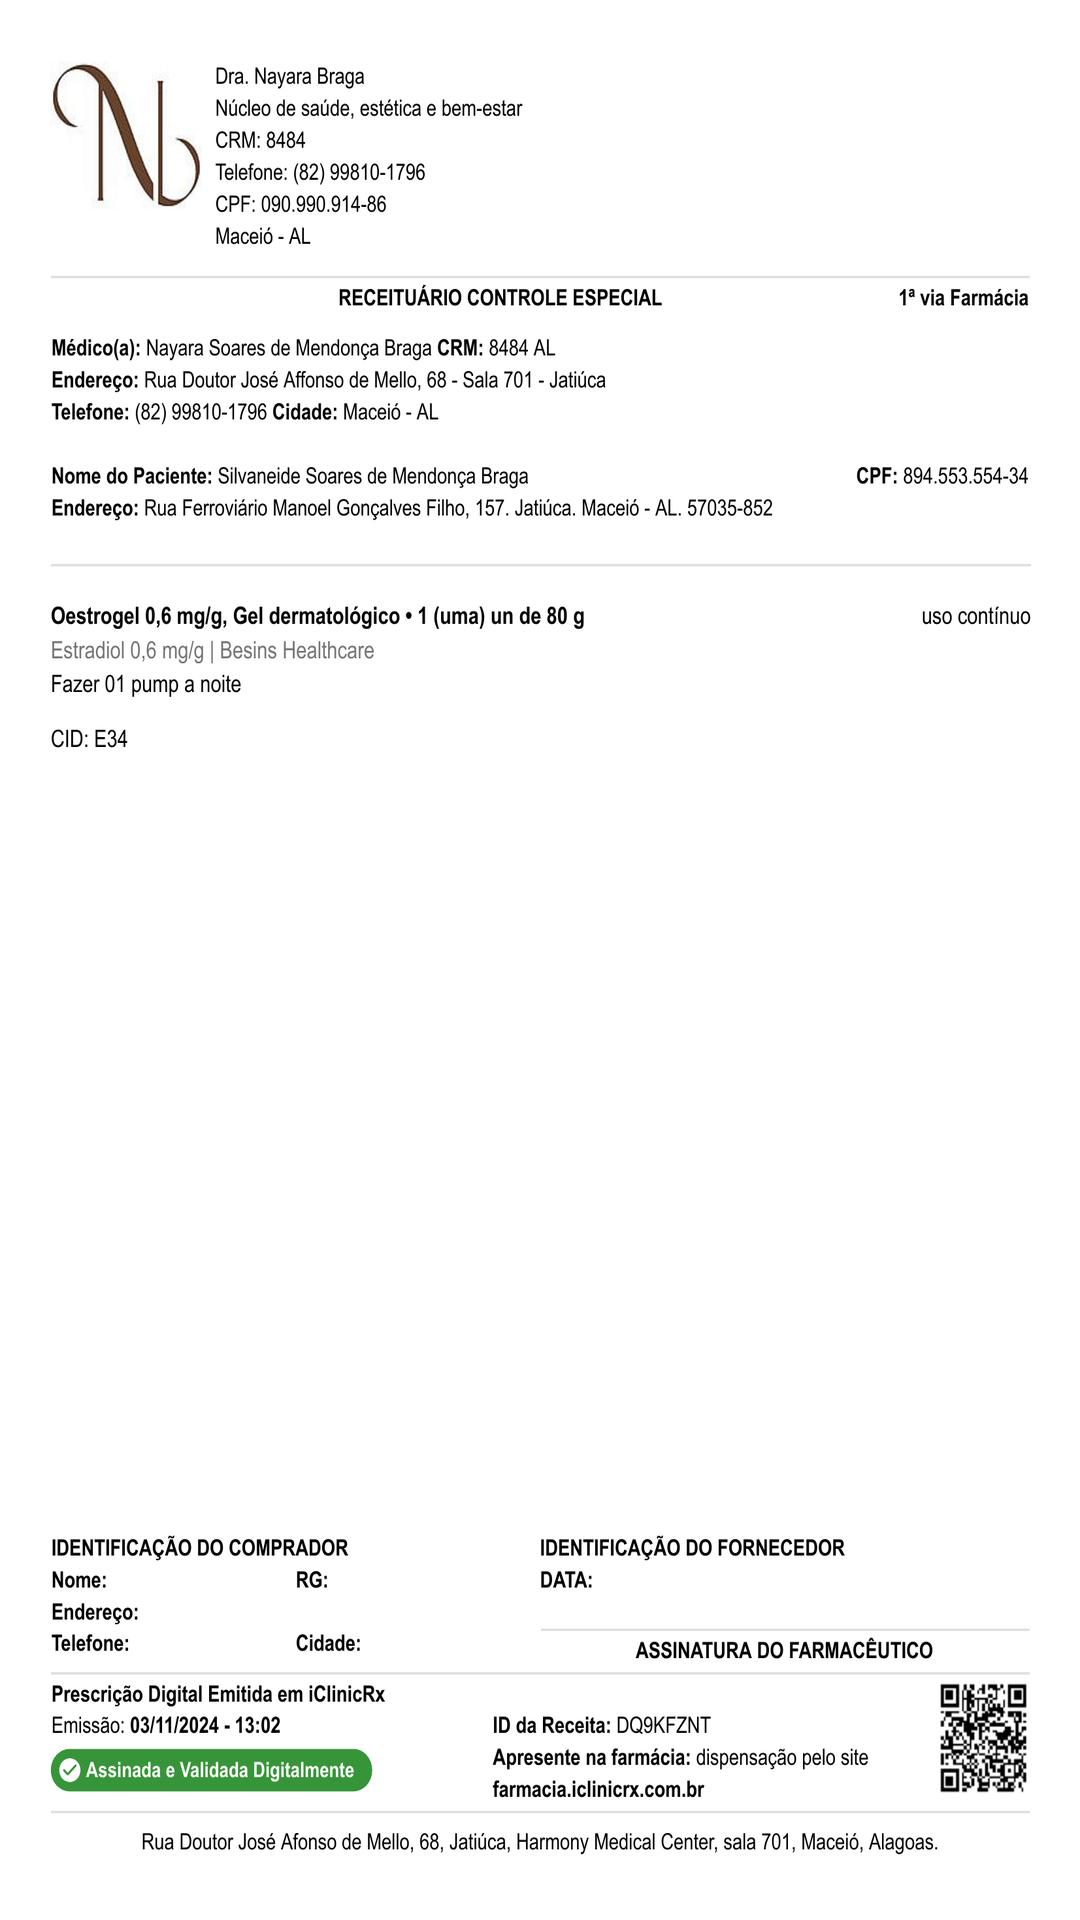 Dra. Nayara Braga
Núcleo de saúde, estética e bem-estar
CRM: 8484
Telefone: (82) 99810-1796
CPF: 090.990.914-86
Maceió - AL
RECEITUÁRIO CONTROLE ESPECIAL 1ª via Farmácia
Médico(a): Nayara Soares de Mendonça Braga CRM: 8484 AL
Endereço: Rua Doutor José Affonso de Mello, 68 - Sala 701 - Jatiúca
Telefone: (82) 99810-1796 Cidade: Maceió - AL
Nome do Paciente: Silvaneide Soares de Mendonça Braga CPF: 894.553.554-34
Endereço: Rua Ferroviário Manoel Gonçalves Filho, 157. Jatiúca. Maceió - AL. 57035-852
Oestrogel 0,6 mg/g, Gel dermatológico • 1 (uma) un de 80 g uso contínuo
Estradiol 0,6 mg/g | Besins Healthcare
Fazer 01 pump a noite
CID: E34
IDENTIFICAÇÃO DO COMPRADOR
Nome: RG:
Endereço:
Telefone: Cidade:
IDENTIFICAÇÃO DO FORNECEDOR
DATA:
ASSINATURA DO FARMACÊUTICO
Prescrição Digital Emitida em iClinicRx
Emissão: 03/11/2024 - 13:02
Assinada e Validada Digitalmente
ID da Receita: DQ9KFZNT
Apresente na farmácia: dispensação pelo site
farmacia.iclinicrx.com.br
Rua Doutor José Afonso de Mello, 68, Jatiúca, Harmony Medical Center, sala 701, Maceió, Alagoas.